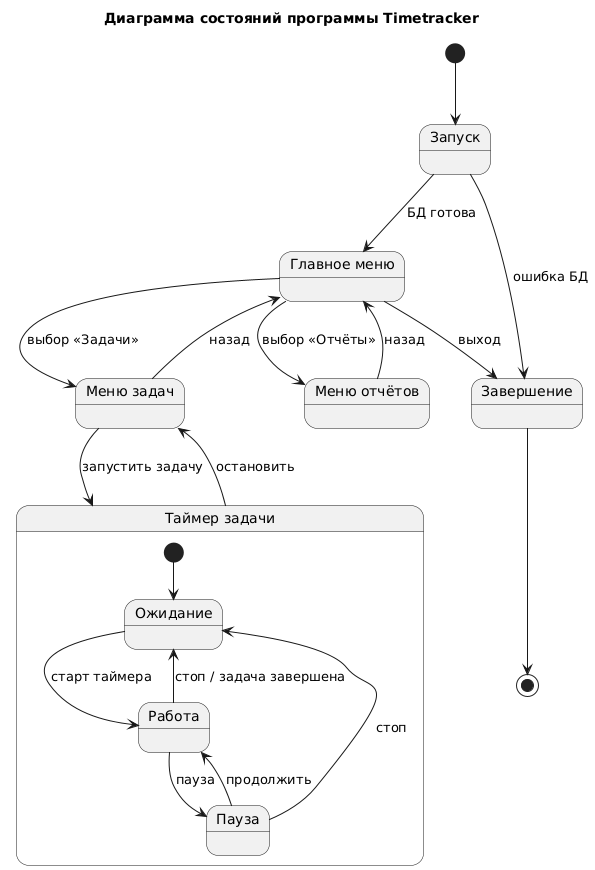 Диаграмма состояний программы Timetracker
Запуск
БД готова
ошибка БД
Главное меню
выбор «Задачи»
назад
выбор «Отчёты»
назад
выход
Меню задач
Меню отчётов
Завершение
запустить задачу
остановить
Таймер задачи
Ожидание
старт таймера
стоп / задача завершена
Работа
стоп
пауза
продолжить
Пауза